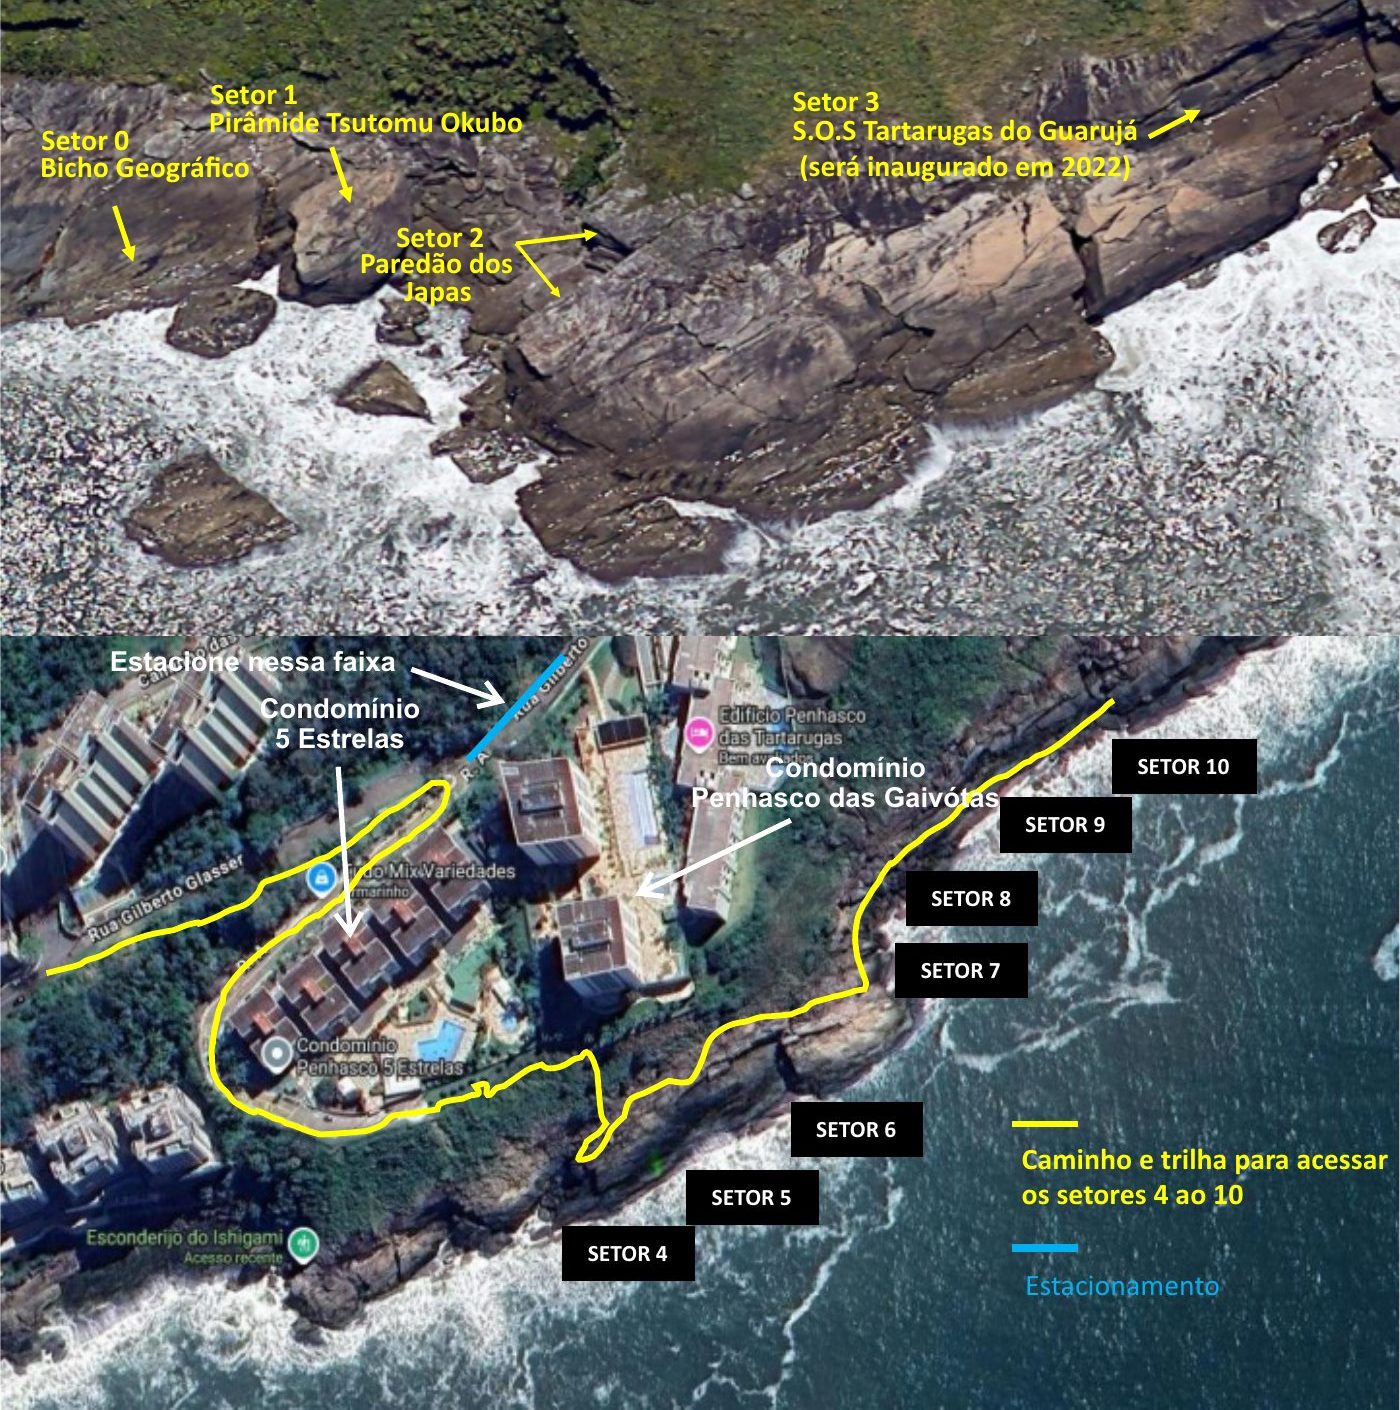 Setor 1
Pirâmide Tsutomu Okubo
Setor 0
Bicho Geográfico
Setor 2
Paredão dos
Japas
Setor 3
S.O.S Tartarugas do Guarujá
(será inaugurado em 2022)
Estacione nessa faixa
Condomínio
5 Estrelas
Rua Gilberto
Edifício Penhasco
das Tartarugas
Condomínio
Penhasco das Gaivótas
Mix Variedades
Rua Gilberto Glasser
Condomínio
Penhasco 5 Estrelas
Esconderijo do Ishigami
Acesso recente
SETOR 10
SETOR 9
SETOR 8
SETOR 7
SETOR 6
SETOR 5
SETOR 4
Caminho e trilha para acessar
os setores 4 ao 10
Estacionamento